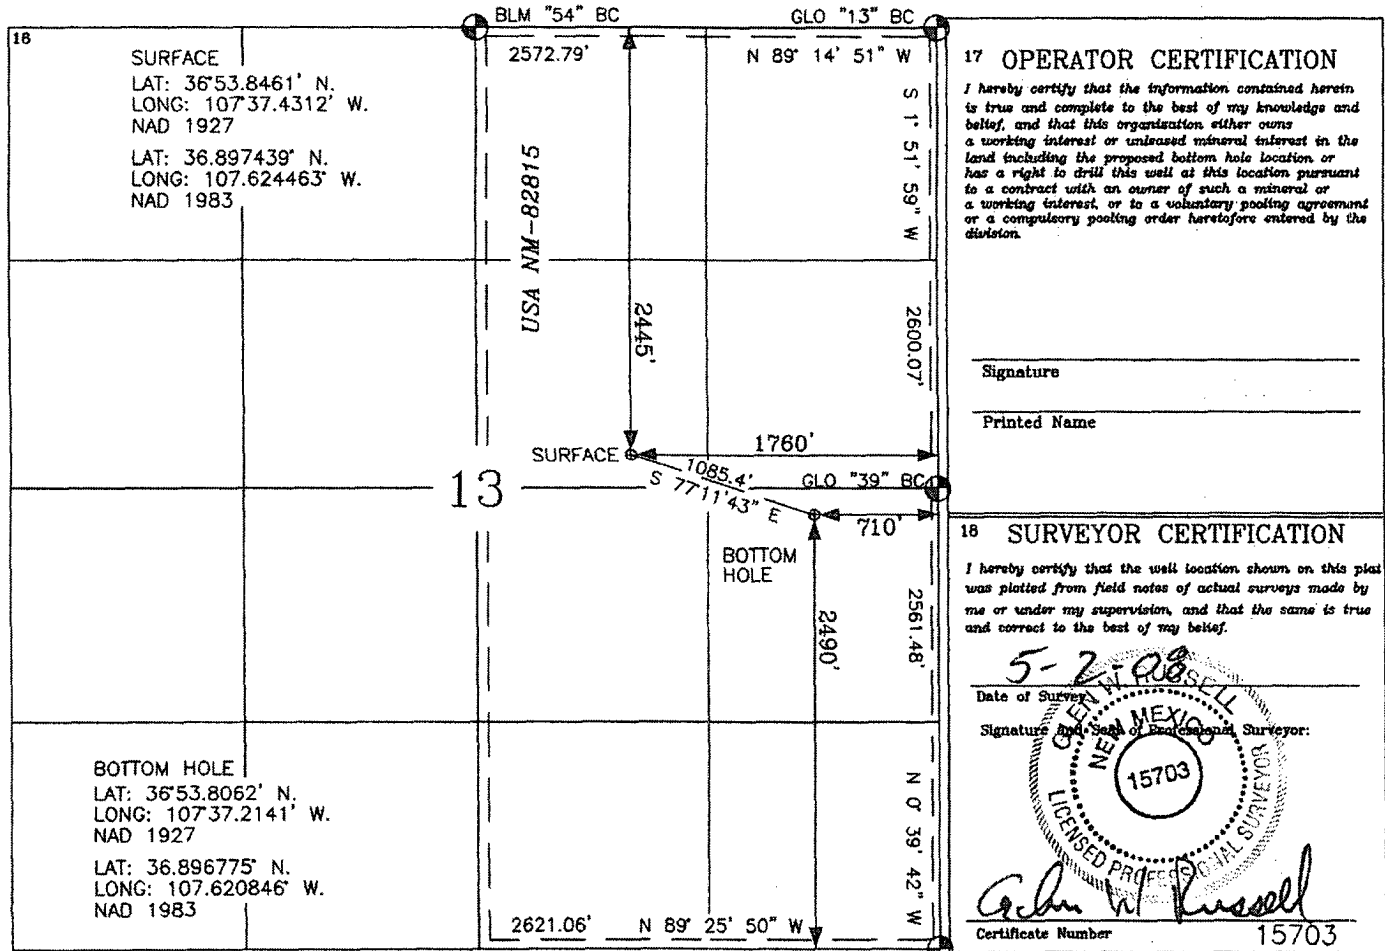 16
BLM "54" BC
GLO "13" BC
2572.79'
N 89° 14' 51" W
SURFACE
LAT: 36°53.8461' N.
LONG: 107°37.4312' W.
NAD 1927
LAT: 36.897439° N.
LONG: 107.624463° W.
NAD 1983
USA NM-82815
S 1° 51' 59" W
2445'
2600.07'
SURFACE
1760'
1085.4'
S 77°11'43" E
GLO "39" BC
13
710'
BOTTOM
HOLE
2490'
2561.48'
BOTTOM HOLE
LAT: 36°53.8062' N.
LONG: 107°37.2141' W.
NAD 1927
LAT: 36.896775° N.
LONG: 107.620846° W.
NAD 1983
N 0° 39' 42" W
2621.06'
N 89° 25' 50" W
17 OPERATOR CERTIFICATION
I hereby certify that the information contained herein
is true and complete to the best of my knowledge and
belief, and that this organization either owns
a working interest or unleased mineral interest in the
land including the proposed bottom hole location or
has a right to drill this well at this location pursuant
to a contract with an owner of such a mineral or
a working interest, or to a voluntary pooling agreement
or a compulsory pooling order heretofore entered by the
division.
Signature
Printed Name
18 SURVEYOR CERTIFICATION
I hereby certify that the well location shown on this plat
was plotted from field notes of actual surveys made by
me or under my supervision, and that the same is true
and correct to the best of my belief.
5-2-08
Date of Survey
Signature and Seal of Professional Surveyor:
GLEN W. RUSSELL
NEW MEXICO
15703
LICENSED PROFESSIONAL SURVEYOR
Glen W Russell
Certificate Number 15703